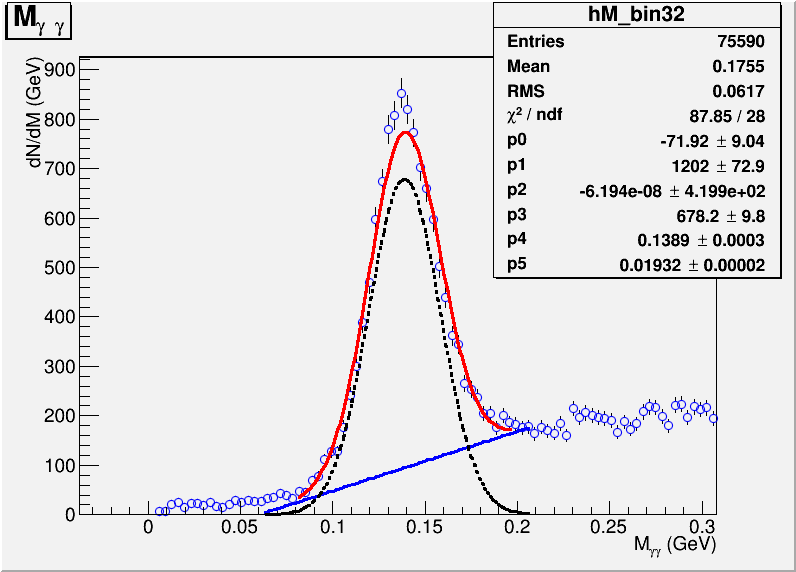 M_γ γ
hM_bin32
Entries 75590
Mean 0.1755
RMS 0.0617
χ² / ndf 87.85 / 28
p0 -71.92 ± 9.04
p1 1202 ± 72.9
p2 -6.194e-08 ± 4.199e+02
p3 678.2 ± 9.8
p4 0.1389 ± 0.0003
p5 0.01932 ± 0.00002
dN/dM (GeV)
900
800
700
600
500
400
300
200
100
0
0 0.05 0.1 0.15 0.2 0.25 0.3
M_γγ (GeV)